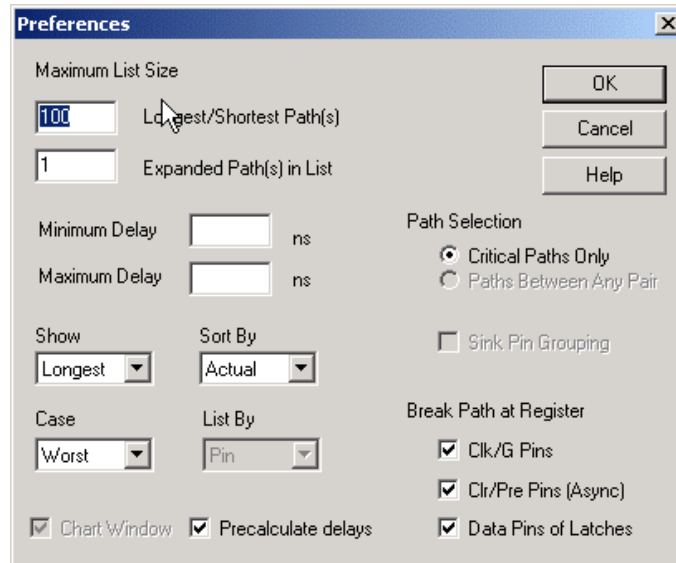 Preferences
Maximum List Size
100 Longest/Shortest Path(s)
1 Expanded Path(s) in List
OK
Cancel
Help
Minimum Delay ns
Maximum Delay ns
Path Selection
Critical Paths Only
Paths Between Any Pair
Sink Pin Grouping
Show Sort By
Longest Actual
Case List By
Worst Pin
Break Path at Register
Clk/G Pins
Clr/Pre Pins (Async)
Data Pins of Latches
Chart Window Precalculate delays